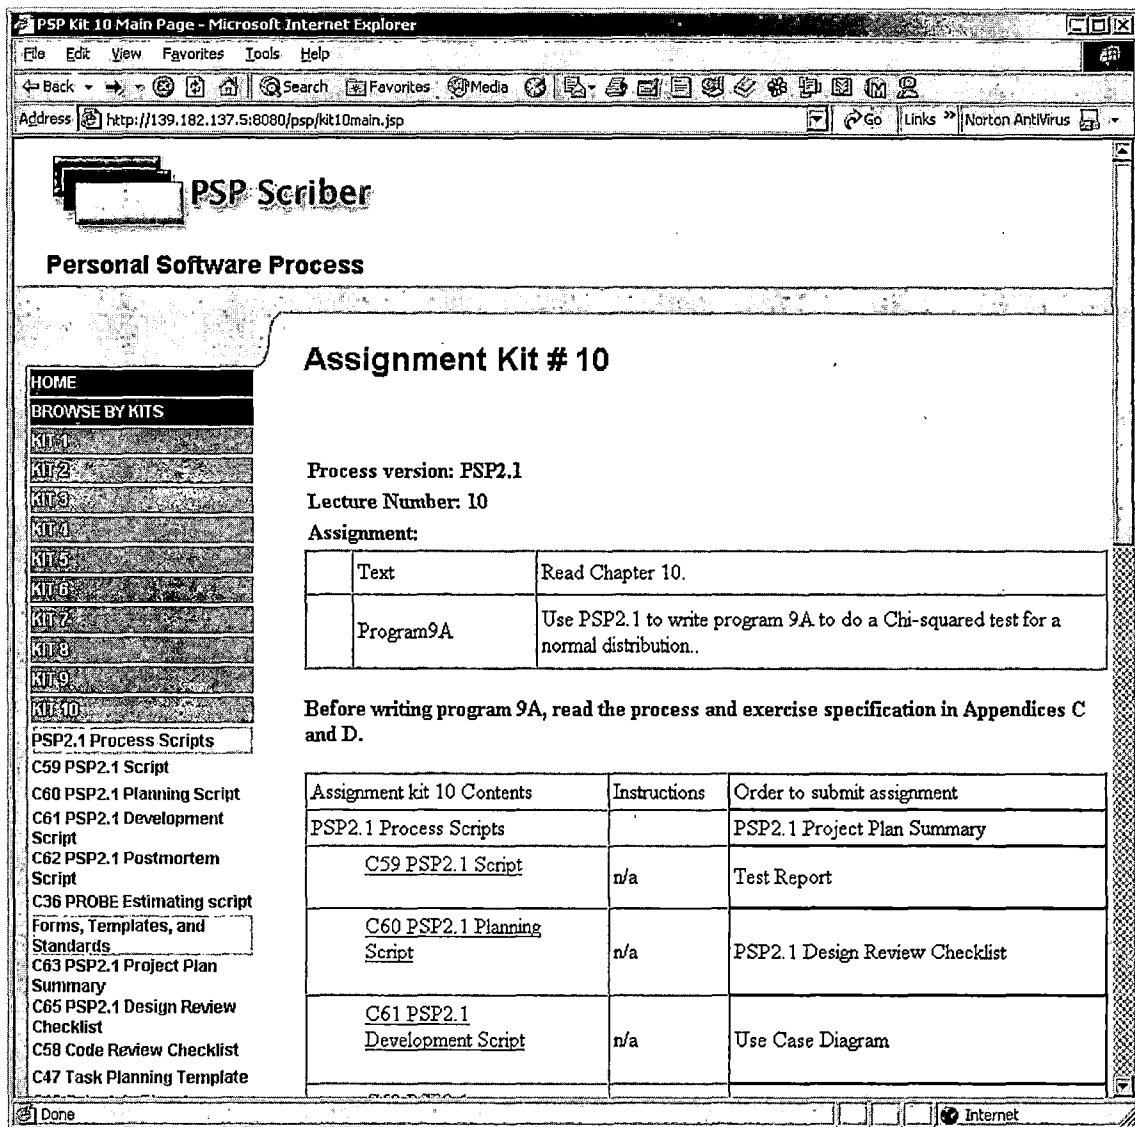 PSP Kit 10 Main Page - Microsoft Internet Explorer
File Edit View Favorites Tools Help
Back Search Favorites Media
Address http://139.182.137.5:8080/psp/kit10main.jsp Go Links » Norton AntiVirus
PSP Scriber
Personal Software Process
HOME
BROWSE BY KITS
KIT 1
KIT 2
KIT 3
KIT 4
KIT 5
KIT 6
KIT 7
KIT 8
KIT 9
KIT 10
PSP2.1 Process Scripts
C59 PSP2.1 Script
C60 PSP2.1 Planning Script
C61 PSP2.1 Development
Script
C62 PSP2.1 Postmortem
Script
C36 PROBE Estimating script
Forms, Templates, and
Standards
C63 PSP2.1 Project Plan
Summary
C65 PSP2.1 Design Review
Checklist
C58 Code Review Checklist
C47 Task Planning Template
Assignment Kit # 10
Process version: PSP2.1
Lecture Number: 10
Assignment:
Text Read Chapter 10.
Program9A Use PSP2.1 to write program 9A to do a Chi-squared test for a
normal distribution..
Before writing program 9A, read the process and exercise specification in Appendices C
and D.
Assignment kit 10 Contents Instructions Order to submit assignment
PSP2.1 Process Scripts PSP2.1 Project Plan Summary
C59 PSP2.1 Script n/a Test Report
C60 PSP2.1 Planning
Script n/a PSP2.1 Design Review Checklist
C61 PSP2.1
Development Script n/a Use Case Diagram
Done Internet